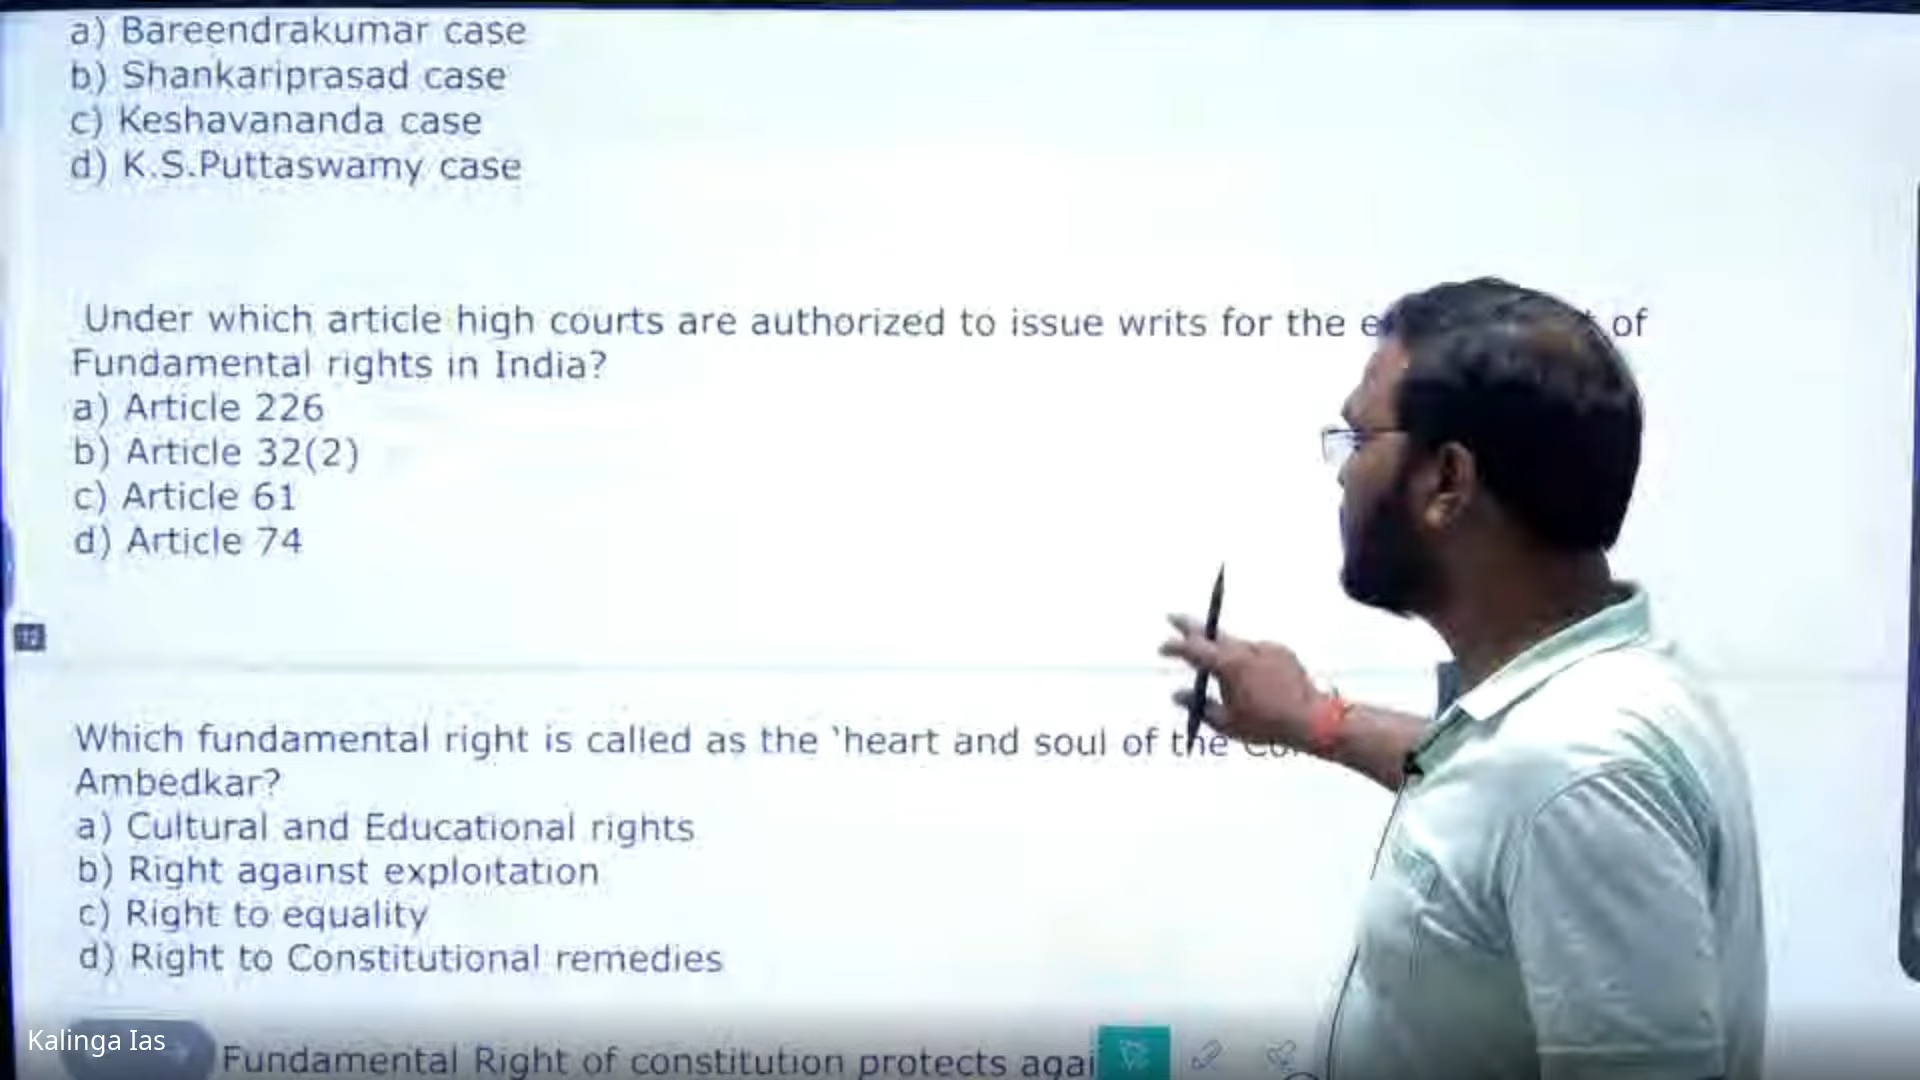 a) Bareendrakumar case
b) Shankariprasad case
c) Keshavananda case
d) K.S.Puttaswamy case
Under which article high courts are authorized to issue writs for the of
Fundamental rights in India?
a) Article 226
b) Article 32(2)
c) Article 61
d) Article 74
Which fundamental right is called as the 'heart and soul of the
Ambedkar?
a) Cultural and Educational rights
b) Right against exploitation
c) Right to equality
d) Right to Constitutional remedies
Kalinga Ias
Fundamental Right of constitution protects